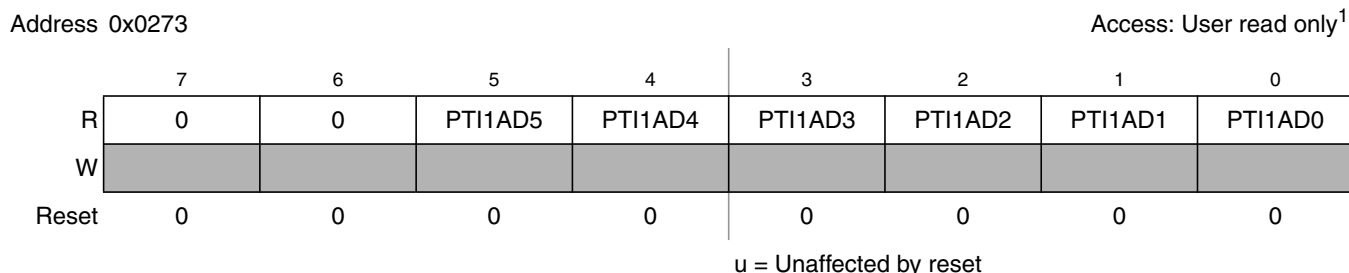 Address 0x0273 Access: User read only1
7 6 5 4 3 2 1 0
R 0 0 PTI1AD5 PTI1AD4 PTI1AD3 PTI1AD2 PTI1AD1 PTI1AD0
W
Reset 0 0 0 0 0 0 0 0
u = Unaffected by reset